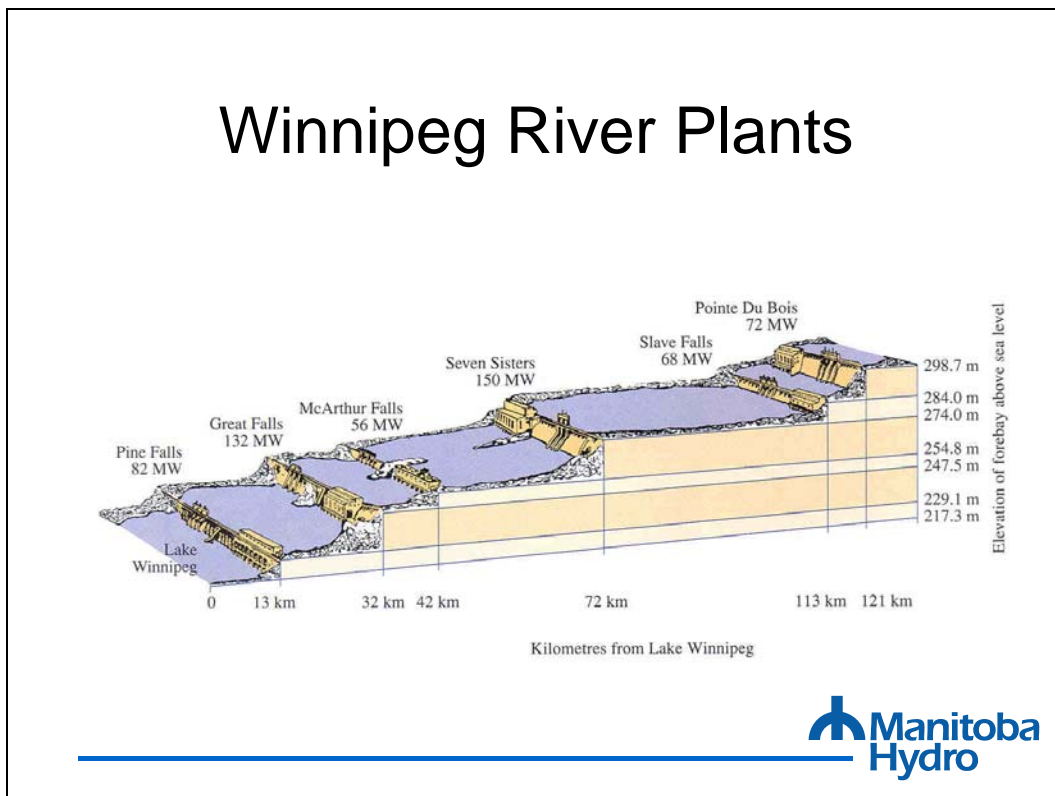 Winnipeg River Plants
Pointe Du Bois
72 MW
Slave Falls
68 MW
Seven Sisters
150 MW
McArthur Falls
56 MW
Great Falls
132 MW
Pine Falls
82 MW
Lake
Winnipeg
298.7 m
284.0 m
274.0 m
254.8 m
247.5 m
229.1 m
217.3 m
Elevation of forebay above sea level
0 13 km 32 km 42 km 72 km 113 km 121 km
Kilometres from Lake Winnipeg
Manitoba
Hydro